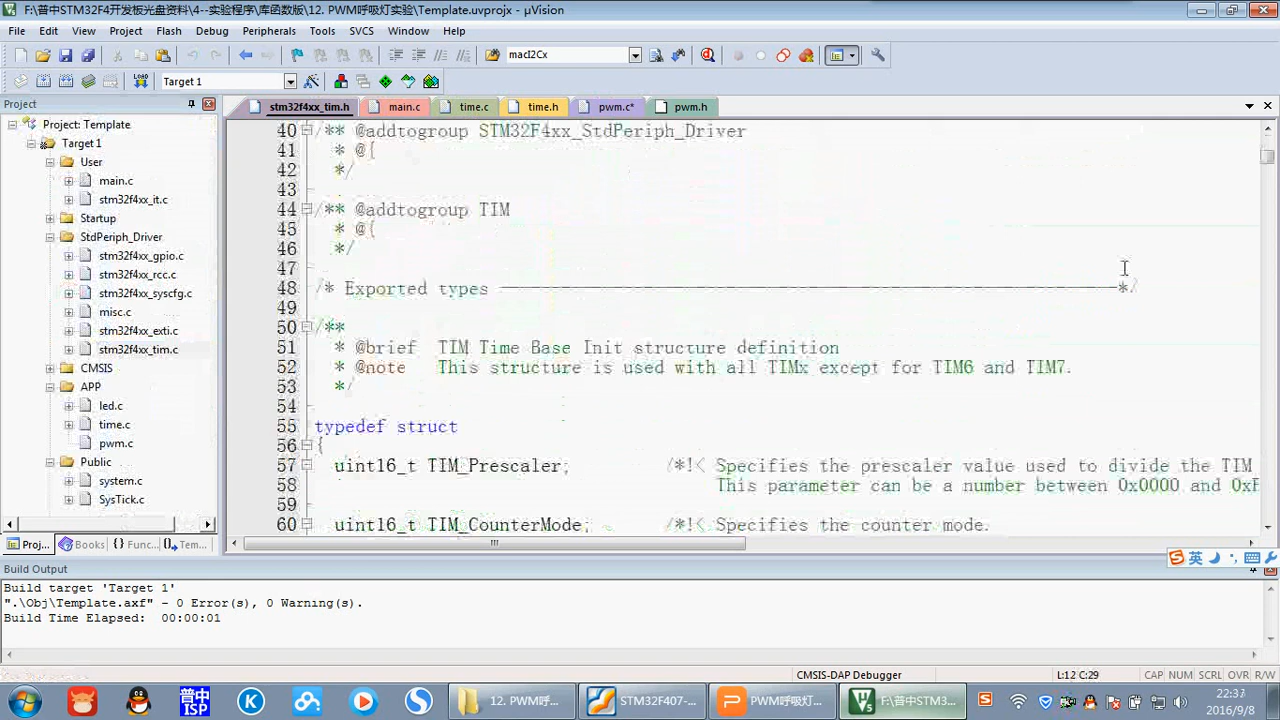 F:\普中STM32F4开发板光盘资料\4--实验程序\库函数版\12. PWM呼吸灯实验\Template.uvprojx - µVision
File Edit View Project Flash Debug Peripherals Tools SVCS Window Help
macI2Cx
LOAD Target 1
Project
stm32f4xx_tim.h main.c time.c time.h pwm.c* pwm.h
Project: Template
Target 1
User
main.c
stm32f4xx_it.c
Startup
StdPeriph_Driver
stm32f4xx_gpio.c
stm32f4xx_rcc.c
stm32f4xx_syscfg.c
misc.c
stm32f4xx_exti.c
stm32f4xx_tim.c
CMSIS
APP
led.c
time.c
pwm.c
Public
system.c
SysTick.c
Proj... Books {} Func... Tem...
40 /** @addtogroup STM32F4xx_StdPeriph_Driver
41 * @{
42 */
43
44 /** @addtogroup TIM
45 * @{
46 */
47
48 /* Exported types ------------------------------------------------------------*/
49
50 /**
51 * @brief TIM Time Base Init structure definition
52 * @note This structure is used with all TIMx except for TIM6 and TIM7.
53 */
54
55 typedef struct
56 {
57 uint16_t TIM_Prescaler; /*!< Specifies the prescaler value used to divide the TIM
58 This parameter can be a number between 0x0000 and 0xF
59
60 uint16_t TIM_CounterMode; /*!< Specifies the counter mode.
英
Build Output
Build target 'Target 1'
".\Obj\Template.axf" - 0 Error(s), 0 Warning(s).
Build Time Elapsed: 00:00:01
CMSIS-DAP Debugger L:12 C:29 CAP NUM SCRL OVR R/W
普中 ISP
12. PWM呼... STM32F407-... PWM呼吸灯... F:\普中STM3...
22:37
2016/9/8